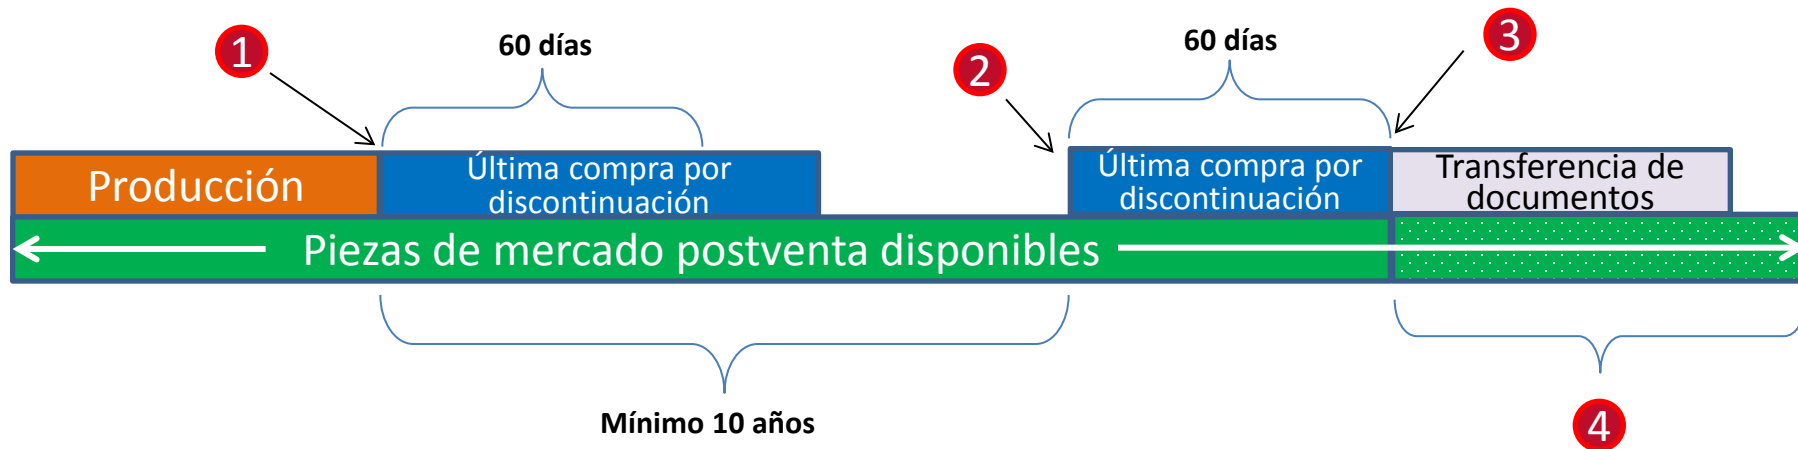 1
60 días
2
60 días
3
Producción
Última compra por
discontinuación
Última compra por
discontinuación
Transferencia de
documentos
Piezas de mercado postventa disponibles
Mínimo 10 años
4